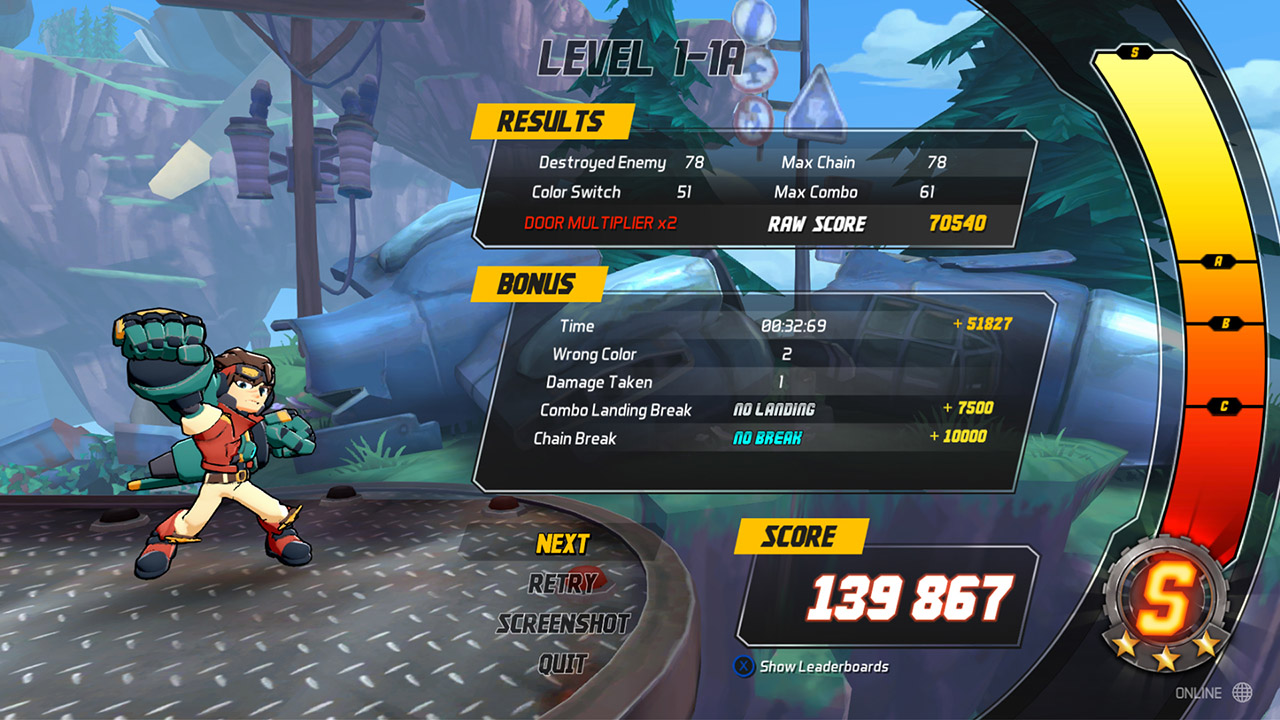 LEVEL 1-1A
RESULTS
Destroyed Enemy 78 Max Chain 78
Color Switch 51 Max Combo 61
DOOR MULTIPLIER x2 RAW SCORE 70540
BONUS
Time 00:32:69 + 51827
Wrong Color 2
Damage Taken 1
Combo Landing Break NO LANDING + 7500
Chain Break NO BREAK + 10000
NEXT
RETRY
SCREENSHOT
QUIT
SCORE
139 867
X Show Leaderboards
S
A
B
C
S
ONLINE